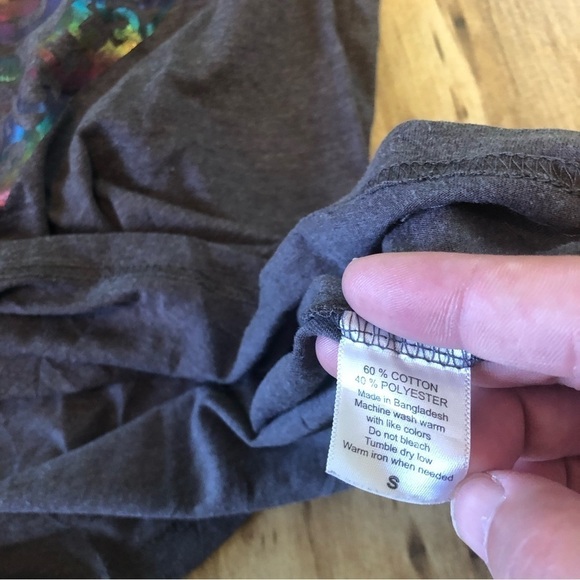 60 % COTTON
40 % POLYESTER
Made in Bangladesh
Machine wash warm
with like colors
Do not bleach
Tumble dry low
Warm iron when needed
S